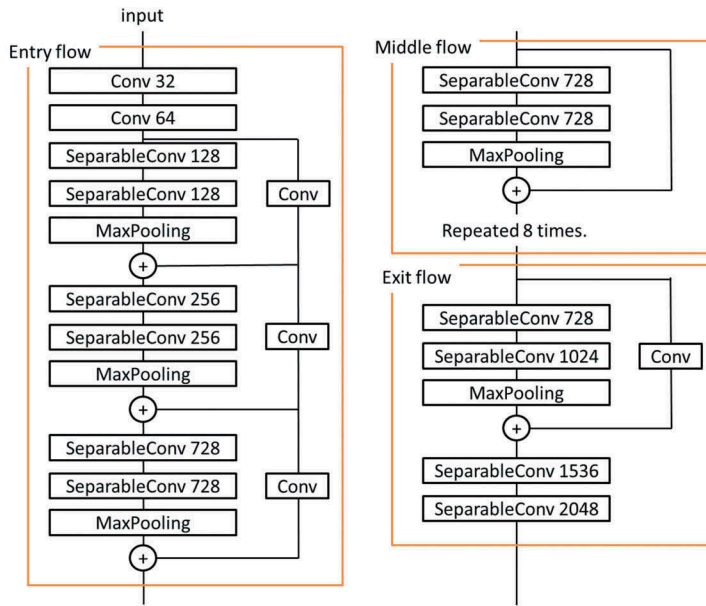 input
Entry flow
Conv 32
Conv 64
SeparableConv 128
SeparableConv 128
Conv
MaxPooling
+
SeparableConv 256
SeparableConv 256
Conv
MaxPooling
+
SeparableConv 728
SeparableConv 728
Conv
MaxPooling
+
Middle flow
SeparableConv 728
SeparableConv 728
MaxPooling
+
Repeated 8 times.
Exit flow
SeparableConv 728
SeparableConv 1024
Conv
MaxPooling
+
SeparableConv 1536
SeparableConv 2048